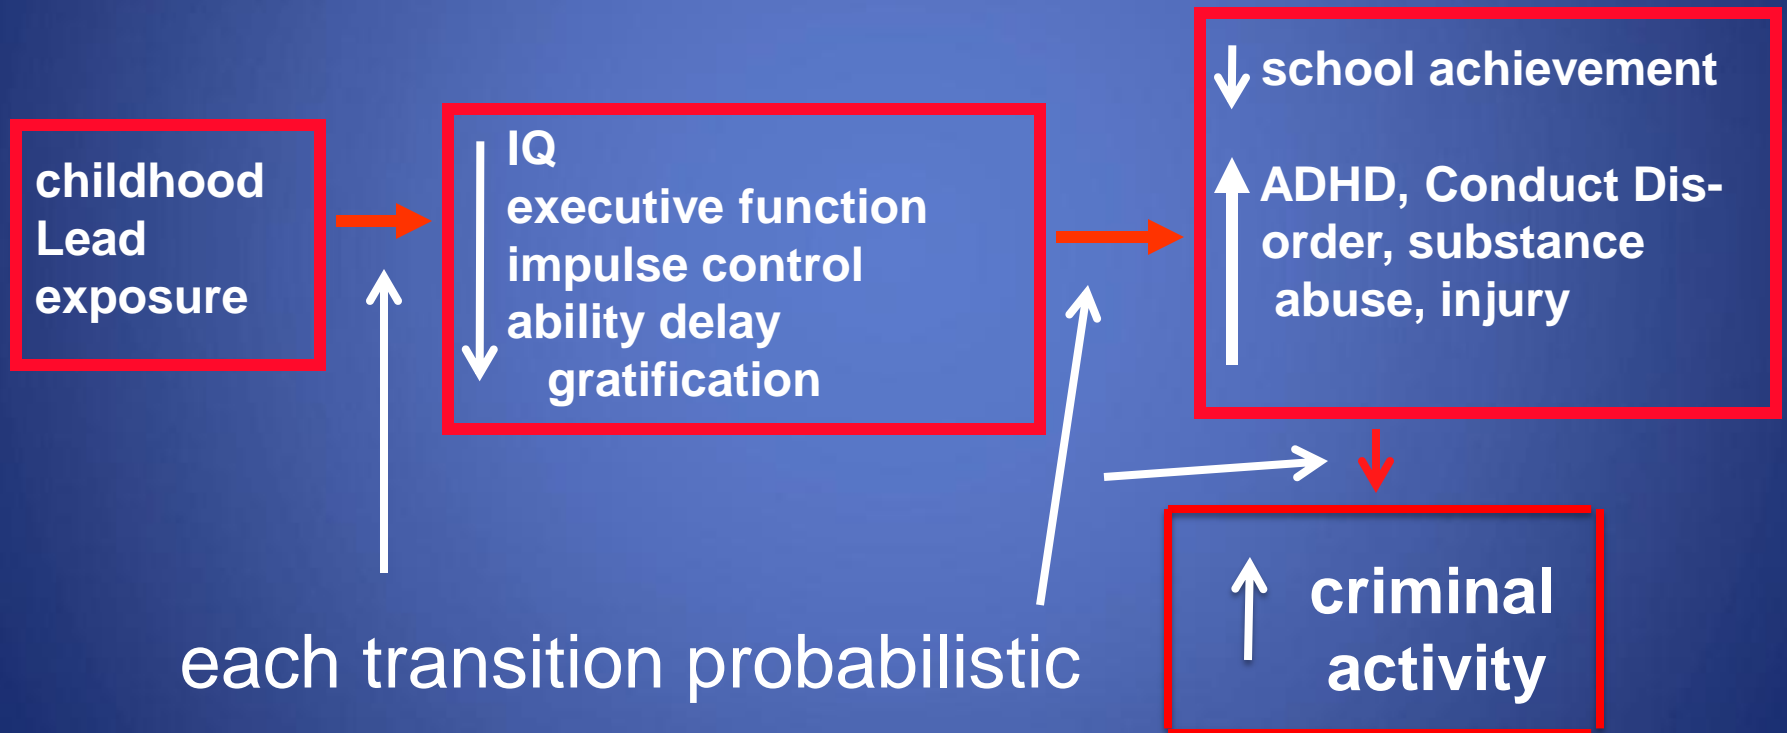 childhood
Lead
exposure
IQ
executive function
impulse control
ability delay
gratification
school achievement
ADHD, Conduct Dis-
order, substance
abuse, injury
criminal
activity
each transition probabilistic